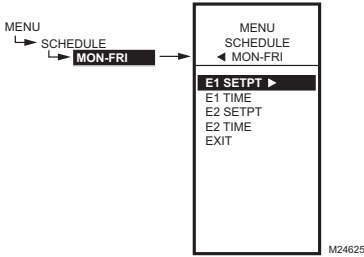 MENU
SCHEDULE
MON-FRI
MENU
SCHEDULE
◄ MON-FRI
E1 SETPT ►
E1 TIME
E2 SETPT
E2 TIME
EXIT
M24625